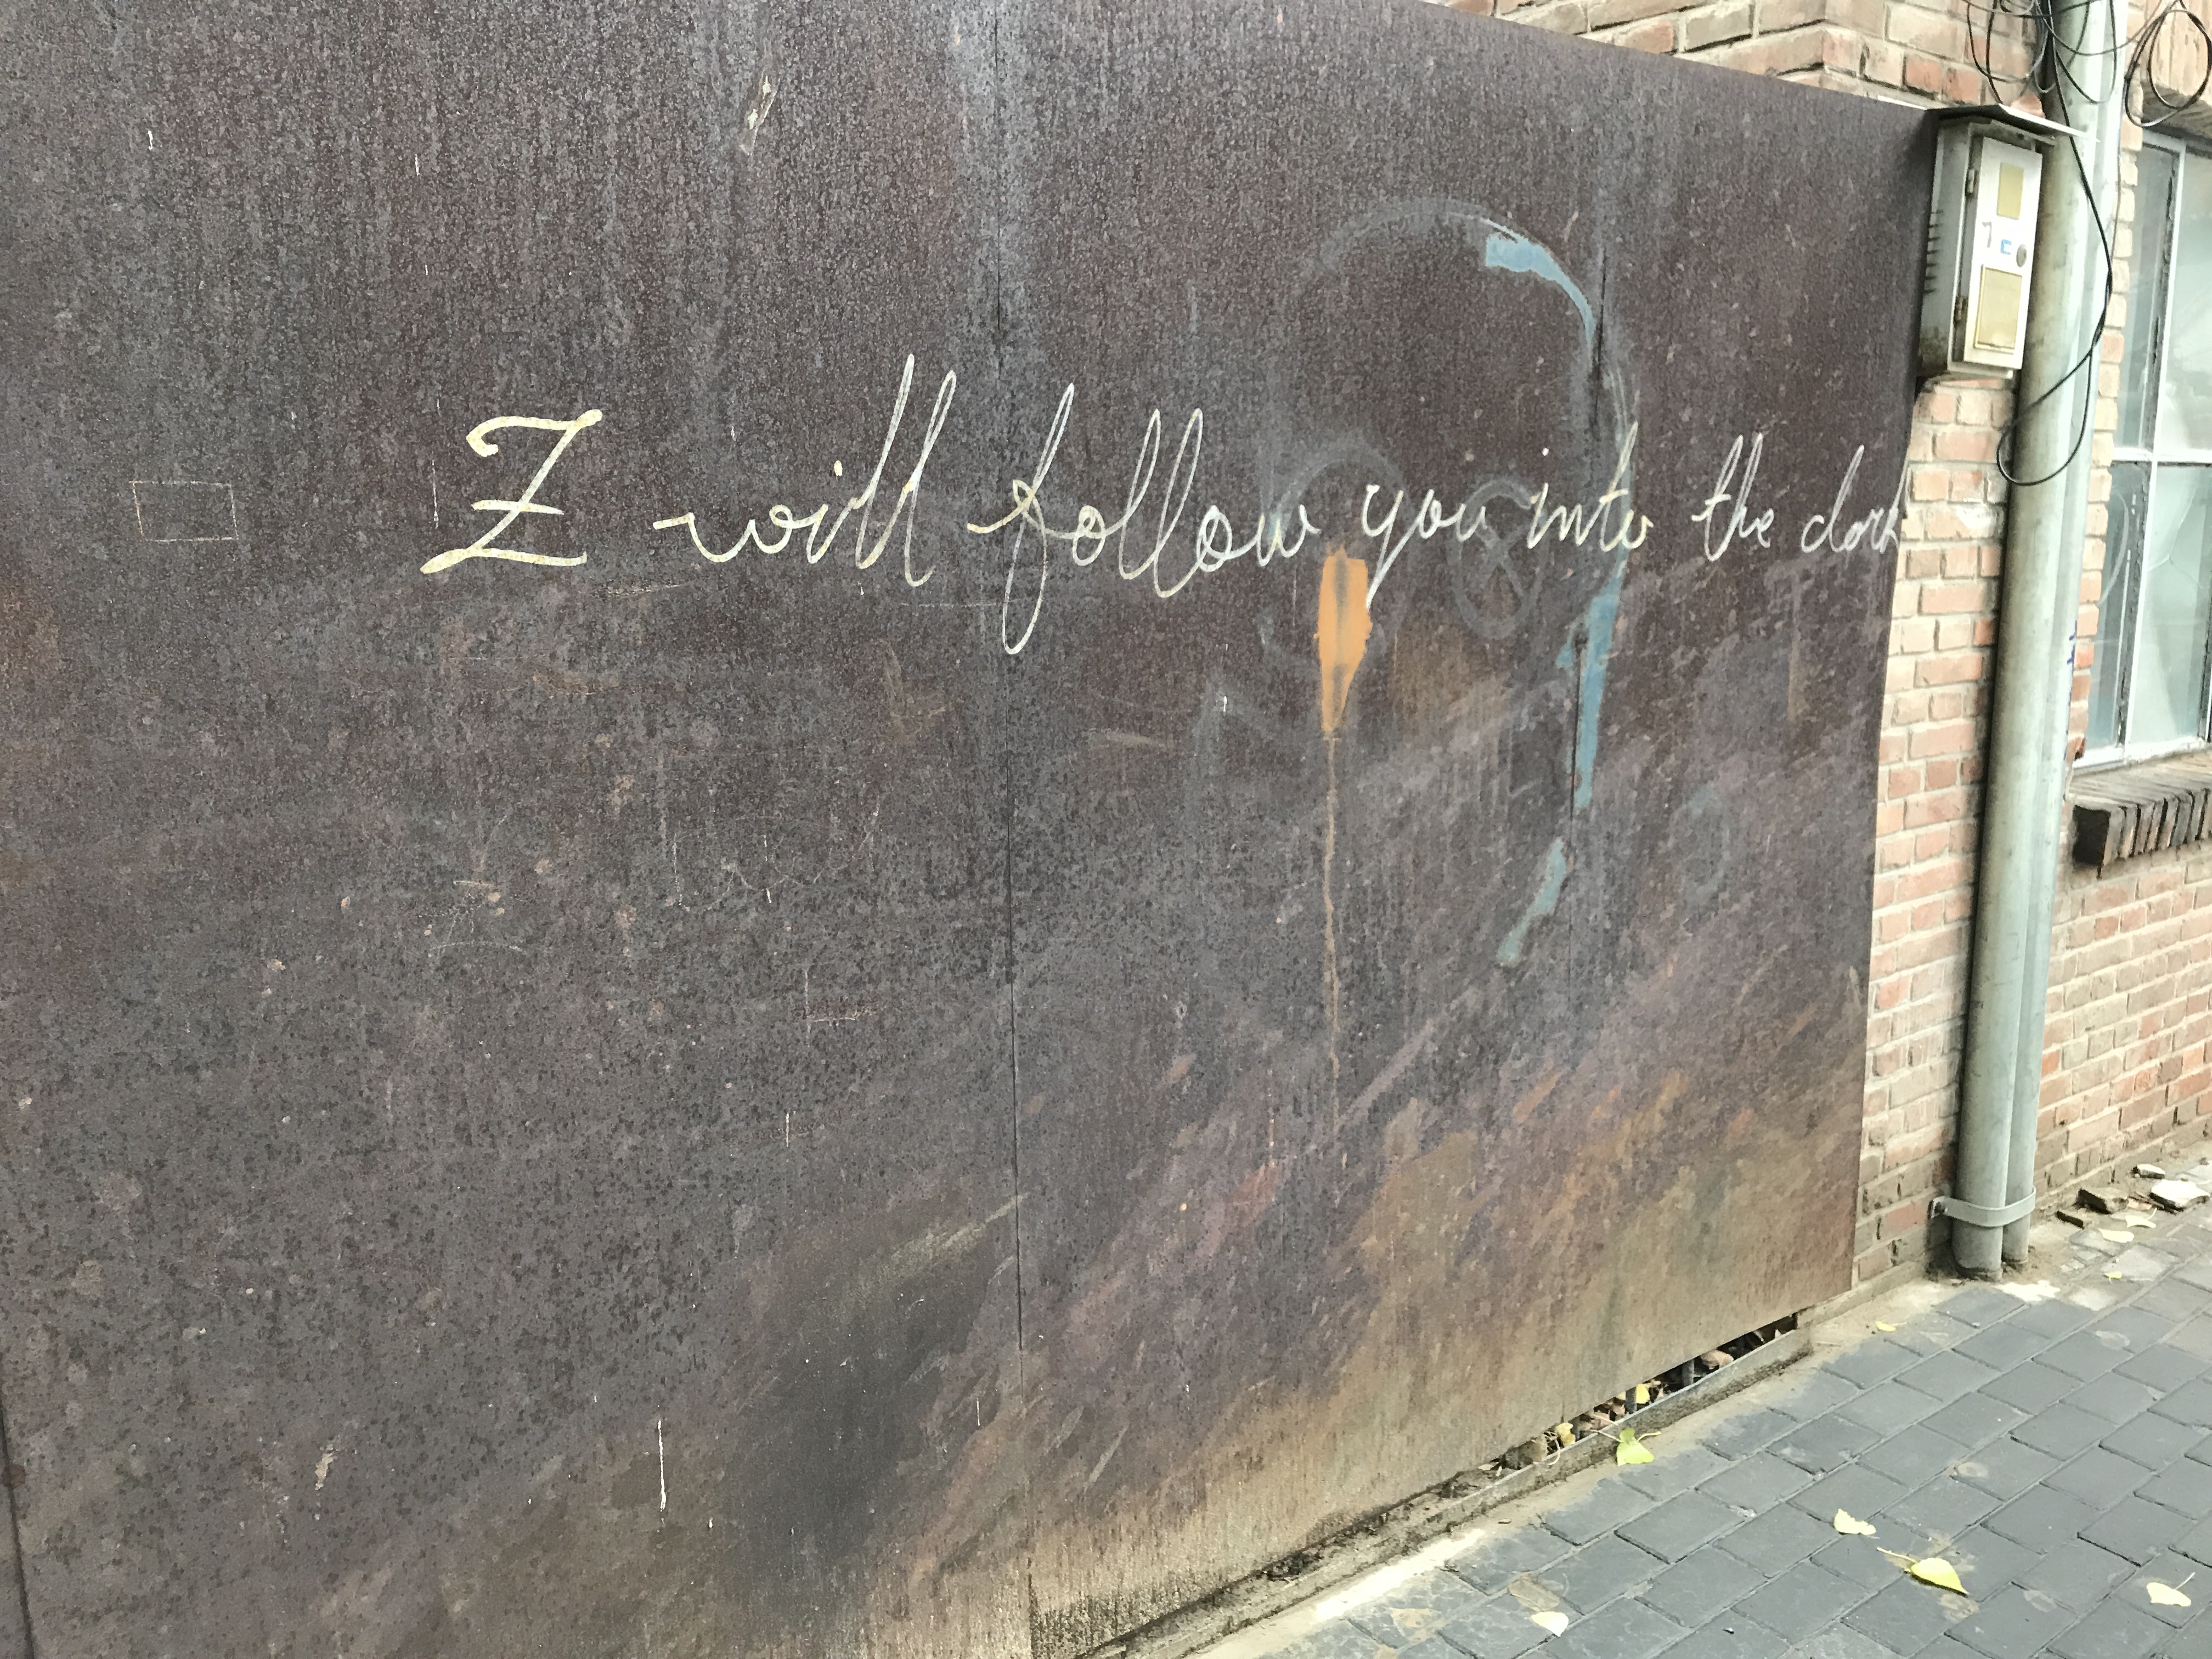 Z will follow you into the dark